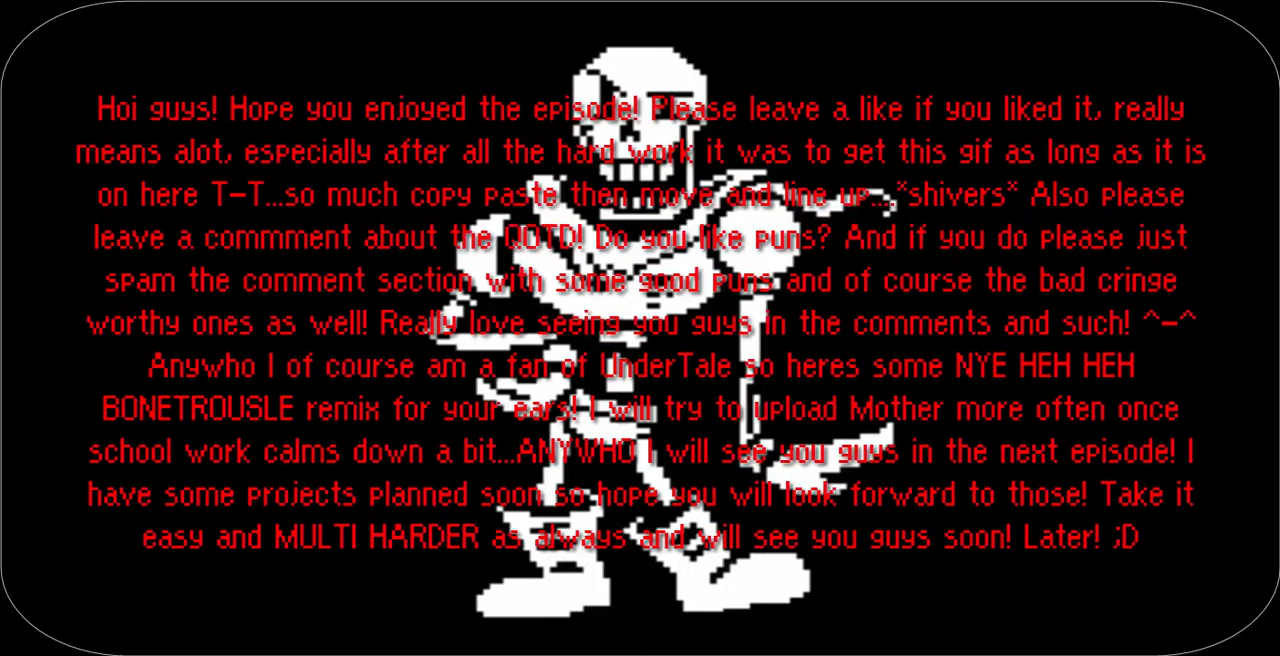 Hoi guys! Hope you enjoyed the episode! Please leave a like if you liked it, really
means alot, especially after all the hard work it was to get this gif as long as it is
on here T-T...so much copy paste then move and line up...*shivers* Also please
leave a commment about the QOTD! Do you like puns? And if you do please just
spam the comment section with some good puns and of course the bad cringe
worthy ones as well! Really love seeing you guys in the comments and such! ^-^
Anywho I of course am a fan of UnderTale so heres some NYE HEH HEH
BONETROUSLE remix for your ears! I will try to upload Mother more often once
school work calms down a bit...ANYWHO I will see you guys in the next episode! I
have some projects planned soon so hope you will look forward to those! Take it
easy and MULTI HARDER as always and will see you guys soon! Later! ;D